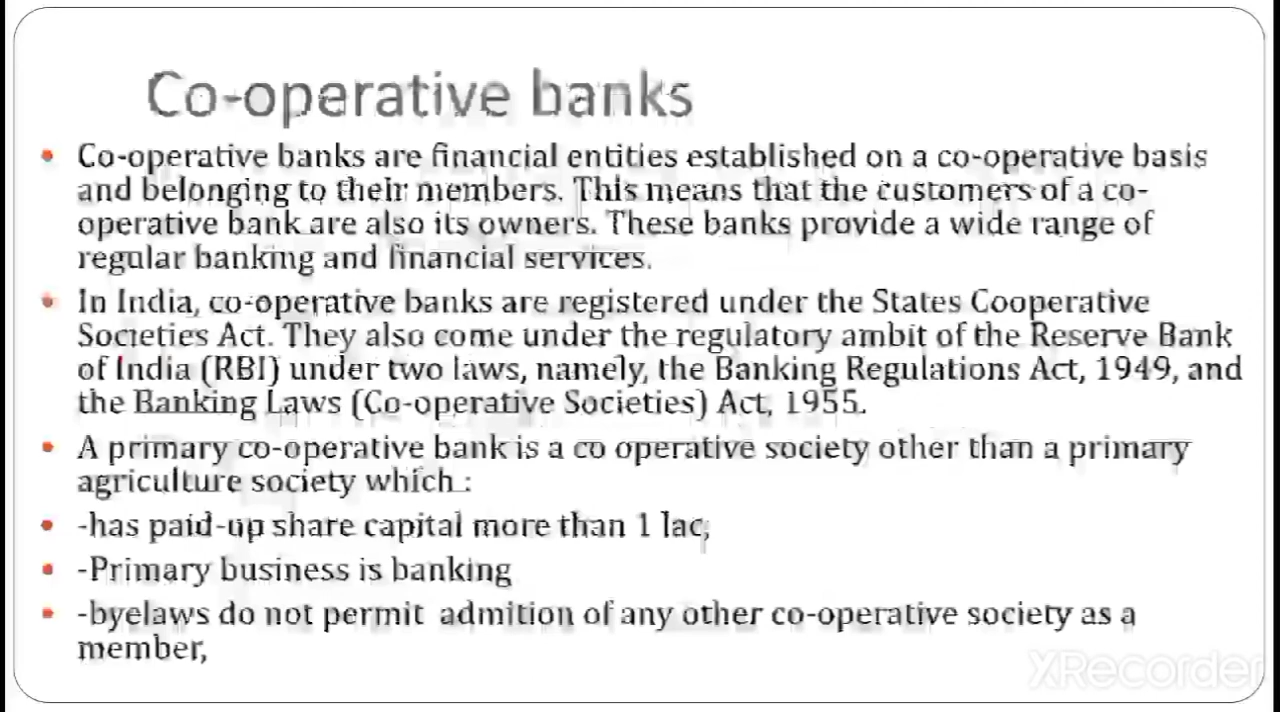 Co-operative banks
• Co-operative banks are financial entities established on a co-operative basis
and belonging to their members. This means that the customers of a co-
operative bank are also its owners. These banks provide a wide range of
regular banking and financial services.
• In India, co-operative banks are registered under the States Cooperative
Societies Act. They also come under the regulatory ambit of the Reserve Bank
of India (RBI) under two laws, namely, the Banking Regulations Act, 1949, and
the Banking Laws (Co-operative Societies) Act, 1955.
• A primary co-operative bank is a co operative society other than a primary
agriculture society which :
• -has paid-up share capital more than 1 lac,
• -Primary business is banking
• -byelaws do not permit admition of any other co-operative society as a
member,
XRecorder